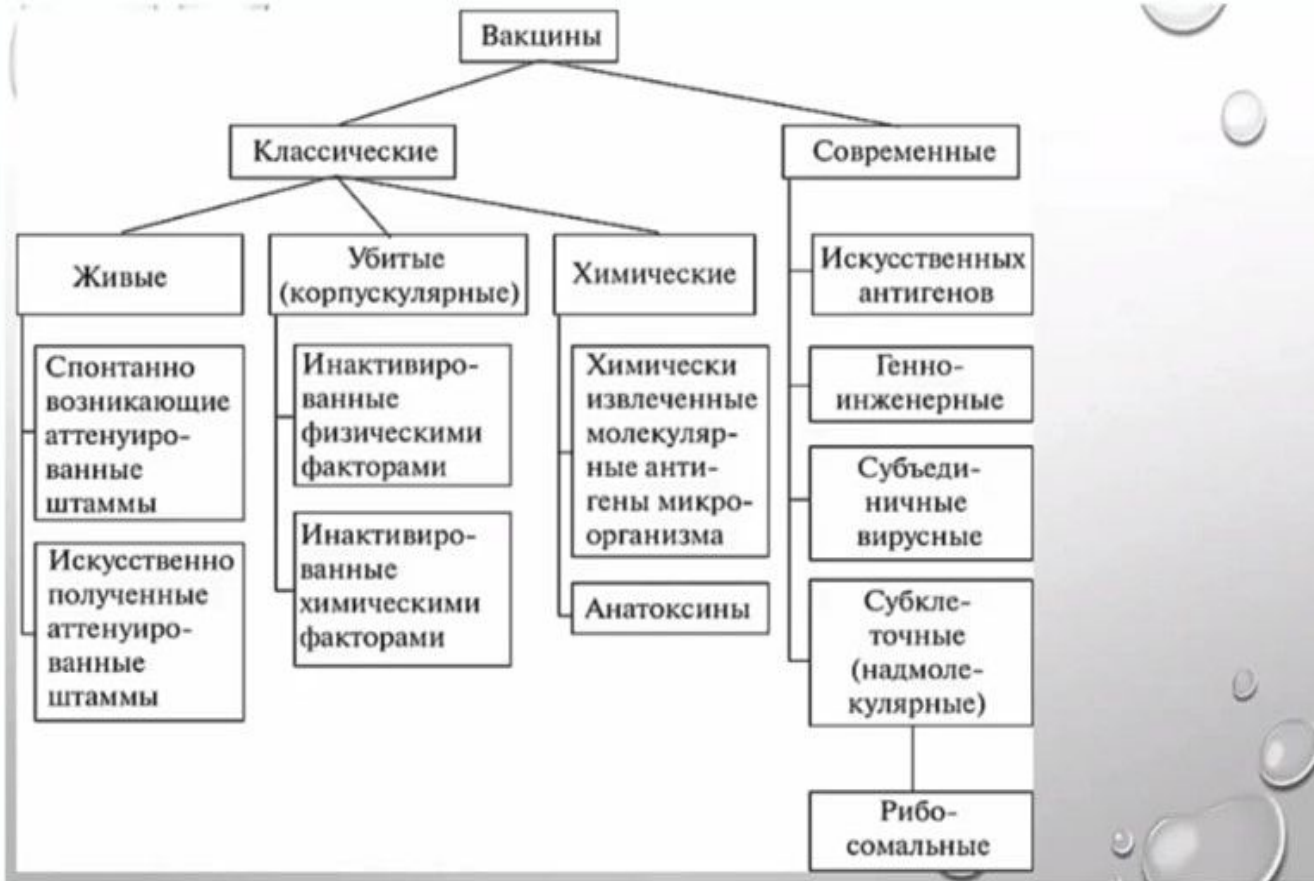 Вакцины
Классические
Современные
Живые
Убитые
(корпускулярные)
Химические
Искусственных
антигенов
Спонтанно
возникающие
аттенуиро-
ванные
штаммы
Инактивиро-
ванные
физическими
факторами
Химически
извлеченные
молекуляр-
ные анти-
гены микро-
организма
Генно-
инженерные
Субъеди-
ничные
вирусные
Искусственно
полученные
аттенуиро-
ванные
штаммы
Инактивиро-
ванные
химическими
факторами
Анатоксины
Субкле-
точные
(надмоле-
кулярные)
Рибо-
сомальные